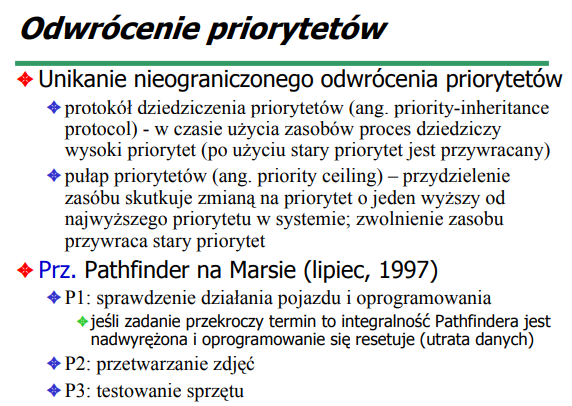 Odwrócenie priorytetów
Unikanie nieograniczonego odwrócenia priorytetów
protokół dziedziczenia priorytetów (ang. priority-inheritance
protocol) - w czasie użycia zasobów proces dziedziczy
wysoki priorytet (po użyciu stary priorytet jest przywracany)
pułap priorytetów (ang. priority ceiling) – przydzielenie
zasobu skutkuje zmianą na priorytet o jeden wyższy od
najwyższego priorytetu w systemie; zwolnienie zasobu
przywraca stary priorytet
Prz. Pathfinder na Marsie (lipiec, 1997)
P1: sprawdzenie działania pojazdu i oprogramowania
jeśli zadanie przekroczy termin to integralność Pathfindera jest
nadwyrężona i oprogramowanie się resetuje (utrata danych)
P2: przetwarzanie zdjęć
P3: testowanie sprzętu